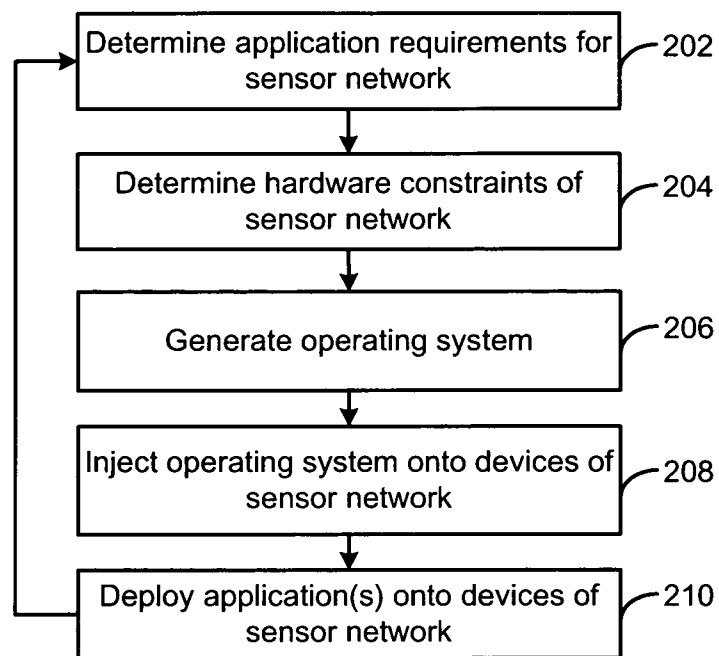 Determine application requirements for
sensor network
202
Determine hardware constraints of
sensor network
204
Generate operating system
206
Inject operating system onto devices of
sensor network
208
Deploy application(s) onto devices of
sensor network
210